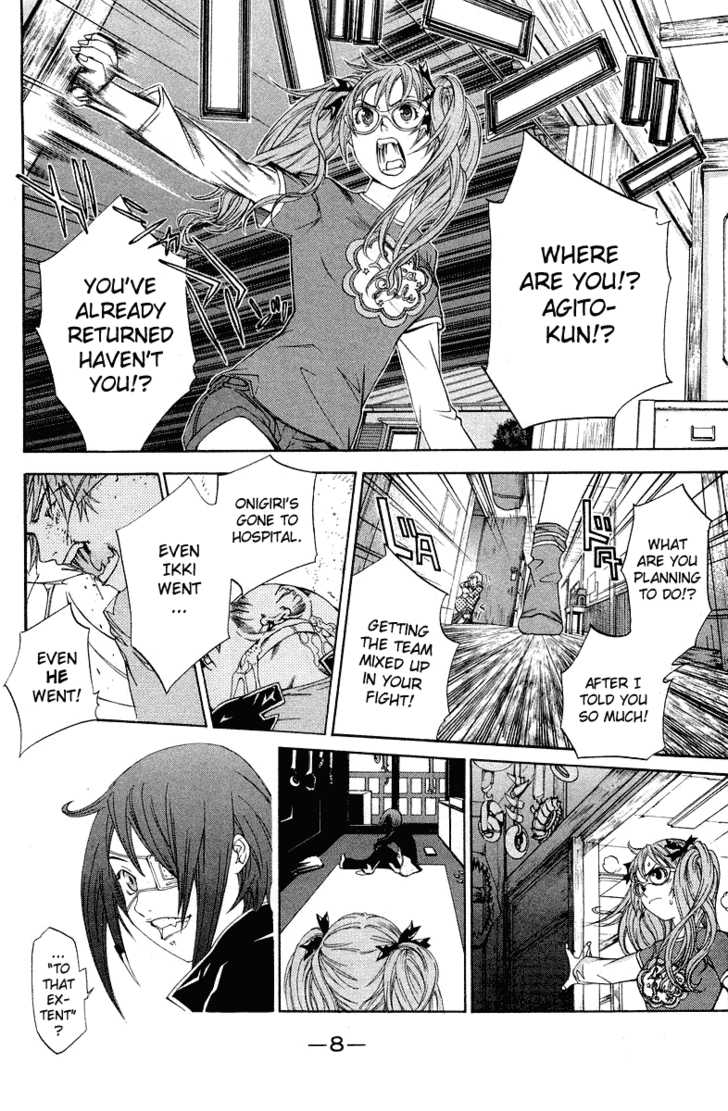 WHERE
ARE YOU!?
AGITO-
KUN!?
YOU'VE
ALREADY
RETURNED
HAVEN'T
YOU!?
WHAT
ARE YOU
PLANNING
TO DO!?
AFTER I
TOLD YOU
SO MUCH!
GETTING
THE TEAM
MIXED UP
IN YOUR
FIGHT!
ONIGIRI'S
GONE TO
HOSPITAL.
EVEN
IKKI
WENT
...
EVEN
HE
WENT!
...
"TO
THAT
EX-
TENT"
?
—8—